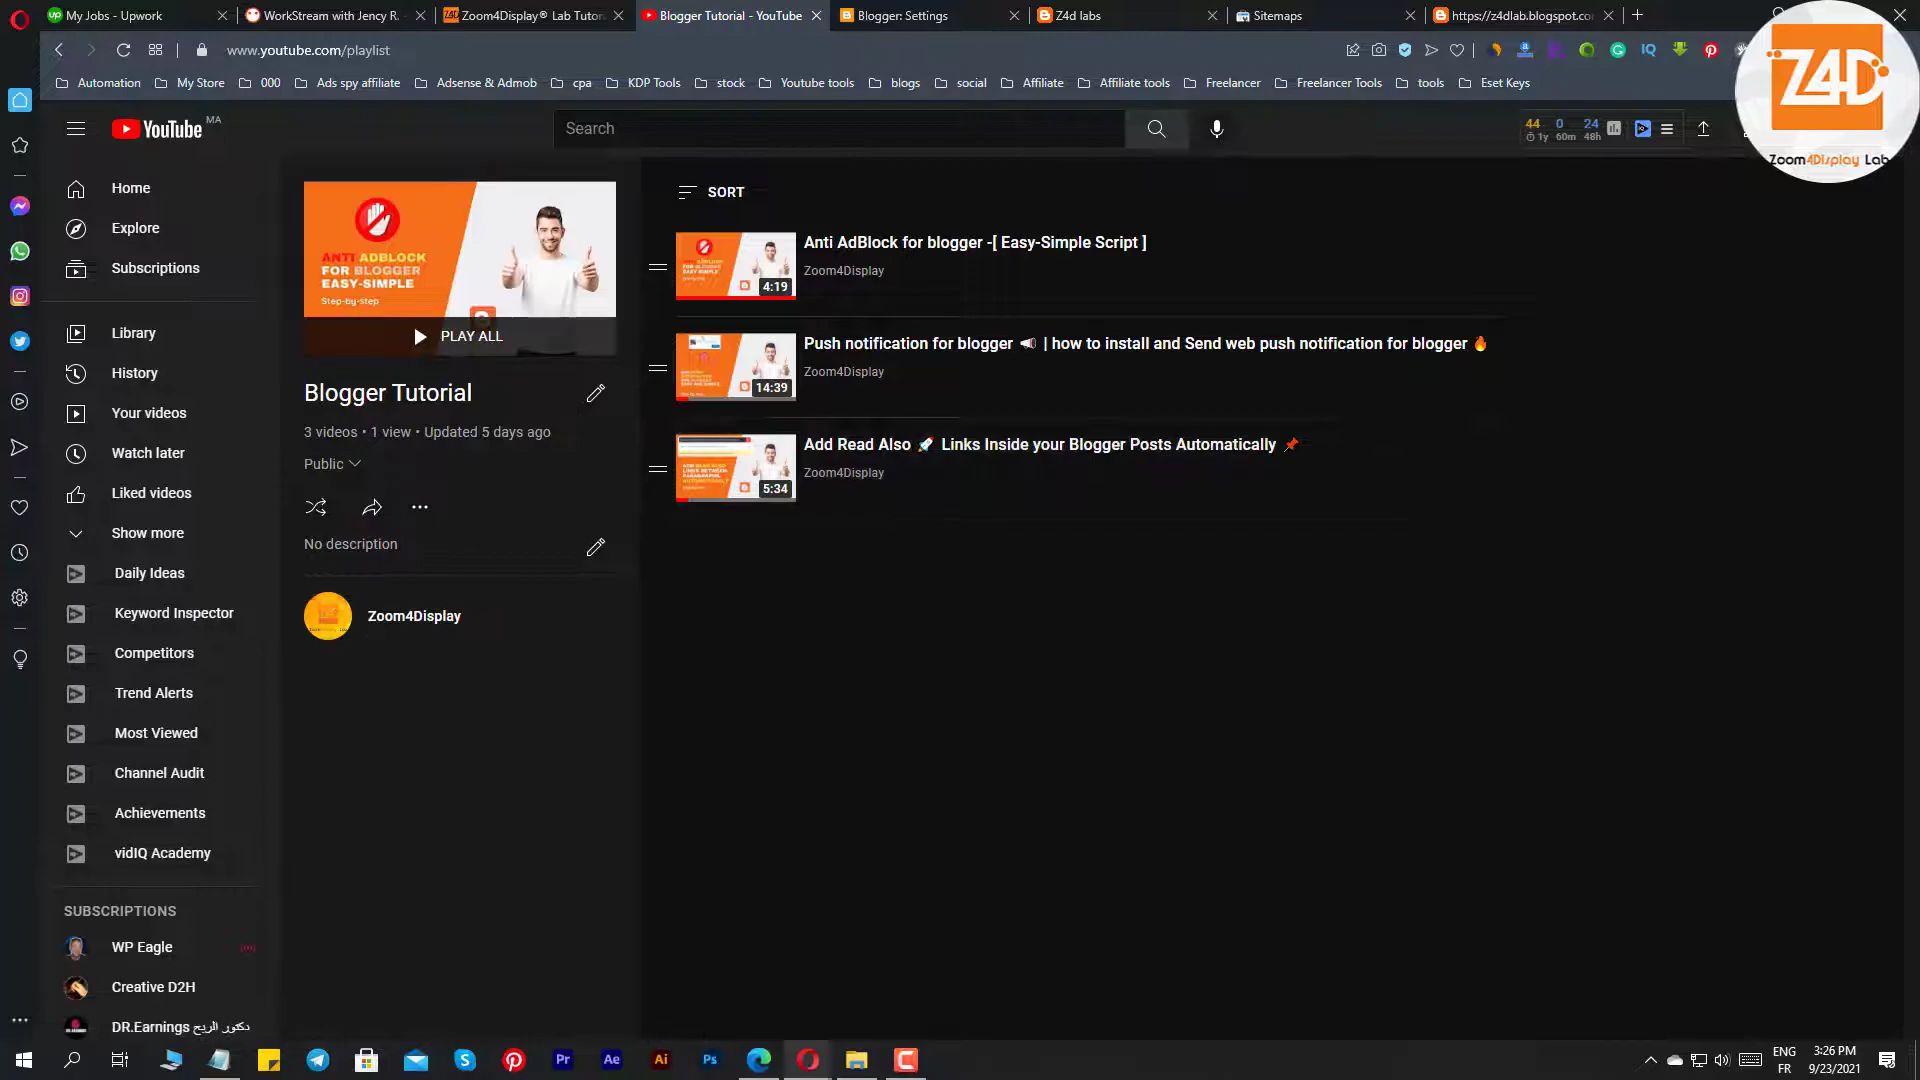 My Jobs - Upwork
WorkStream with Jency R.
Zoom4Display® Lab Tutor
Blogger Tutorial - YouTube
Blogger: Settings
Z4d labs
Sitemaps
https://z4dlab.blogspot.co
www.youtube.com/playlist
Automation
My Store
000
Ads spy affiliate
Adsense & Admob
cpa
KDP Tools
stock
Youtube tools
blogs
social
Affiliate
Affiliate tools
Freelancer
Freelancer Tools
tools
Eset Keys
Z4D
Zoom4Display Lab
YouTube MA
Search
44 0 24
1y 60m 48h
Home
Explore
Subscriptions
Library
History
Your videos
Watch later
Liked videos
Show more
Daily Ideas
Keyword Inspector
Competitors
Trend Alerts
Most Viewed
Channel Audit
Achievements
vidIQ Academy
SUBSCRIPTIONS
WP Eagle
Creative D2H
DR.Earnings دكتور الربح
ANTI ADBLOCK
FOR BLOGGER
EASY-SIMPLE
Step-by-step
PLAY ALL
Blogger Tutorial
3 videos • 1 view • Updated 5 days ago
Public
No description
Zoom4Display
SORT
4:19
Anti AdBlock for blogger -[ Easy-Simple Script ]
Zoom4Display
14:39
Push notification for blogger 📢 | how to install and Send web push notification for blogger 🔥
Zoom4Display
5:34
Add Read Also 🚀 Links Inside your Blogger Posts Automatically 📌
Zoom4Display
Pr
Ae
Ai
Ps
ENG
FR
3:26 PM
9/23/2021